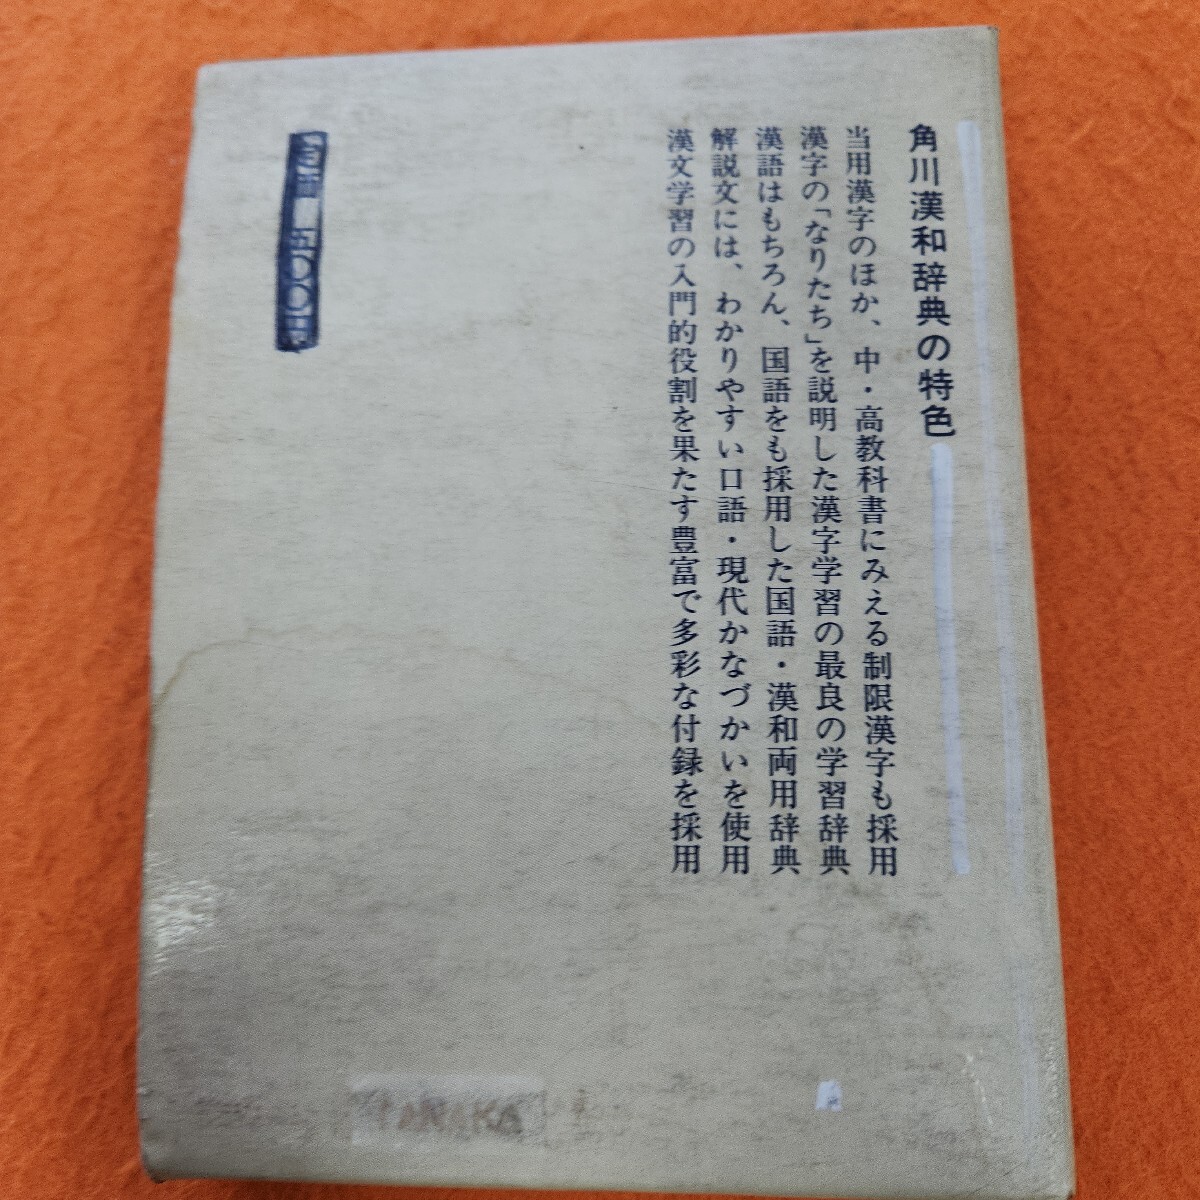 角川漢和辞典の特色
当用漢字のほか、中・高教科書にみえる制限漢字も採用
漢字の「なりたち」を説明した漢字学習の最良の学習辞典
漢語はもちろん、国語をも採用した国語・漢和両用辞典
解説文には、わかりやすい口語・現代かなづかいを使用
漢文学習の入門的役割を果たす豊富で多彩な付録を採用
五〇〇円
TANAKA